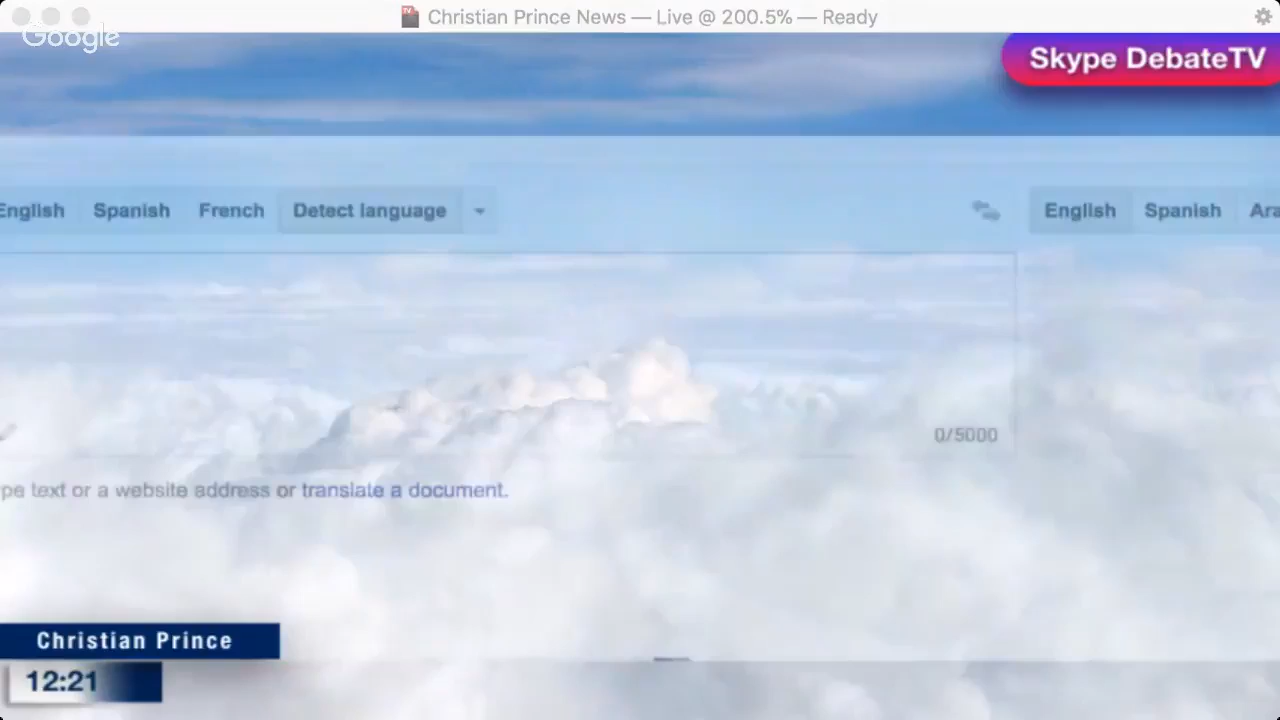 Christian Prince News — Live @ 200.5% — Ready
Google
Skype DebateTV
English Spanish French Detect language
English Spanish
0/5000
text or a website address or translate a document.
Christian Prince
12:21